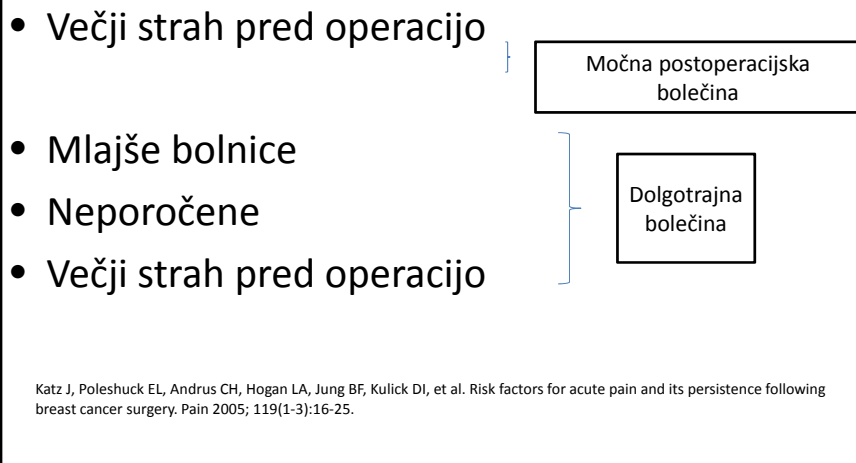 • Večji strah pred operacijo
Močna postoperacijska
bolečina
• Mlajše bolnice
• Neporočene
• Večji strah pred operacijo
Dolgotrajna
bolečina
Katz J, Poleshuck EL, Andrus CH, Hogan LA, Jung BF, Kulick DI, et al. Risk factors for acute pain and its persistence following
breast cancer surgery. Pain 2005; 119(1-3):16-25.